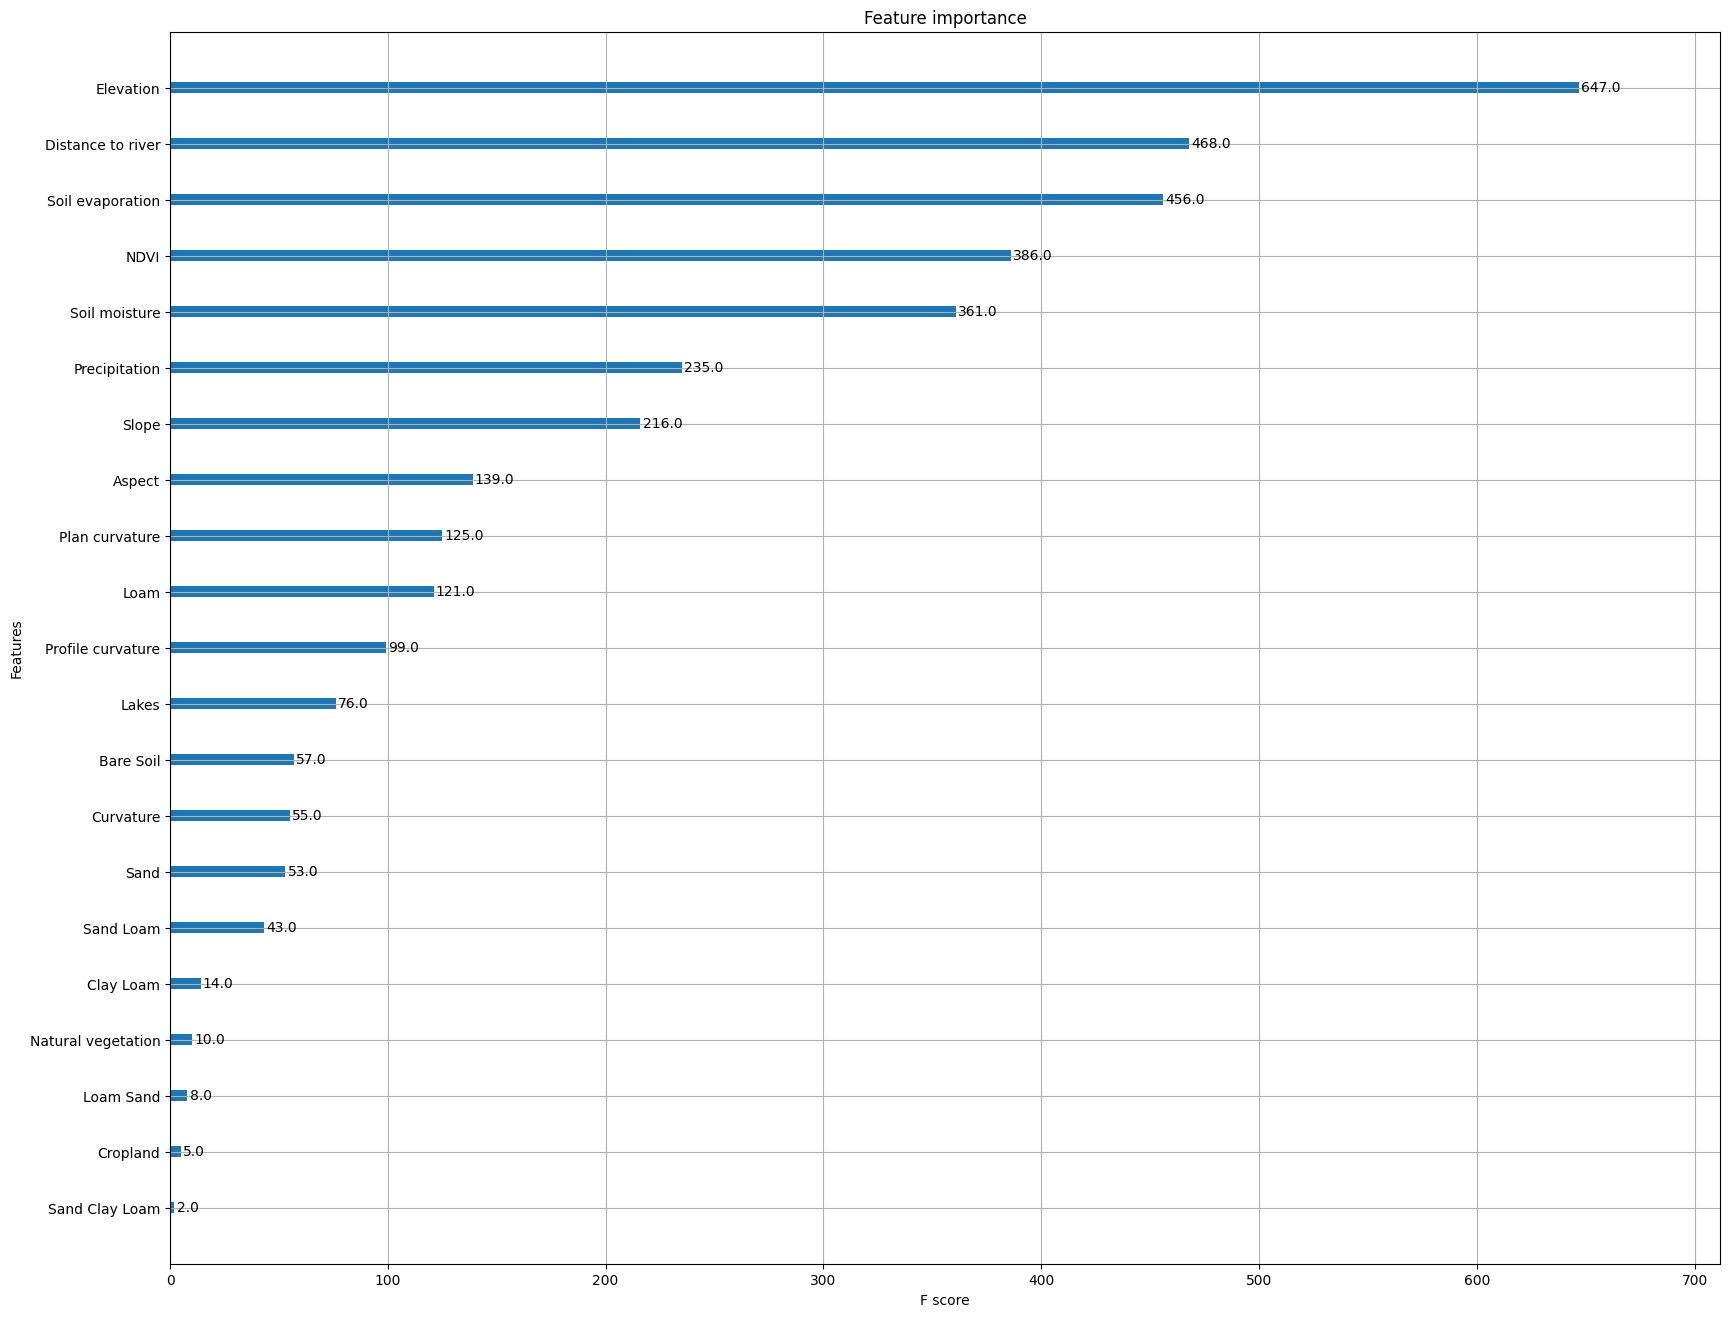 Feature importance
Elevation 647.0
Distance to river 468.0
Soil evaporation 456.0
NDVI 386.0
Soil moisture 361.0
Precipitation 235.0
Slope 216.0
Aspect 139.0
Plan curvature 125.0
Loam 121.0
Profile curvature 99.0
Lakes 76.0
Bare Soil 57.0
Curvature 55.0
Sand 53.0
Sand Loam 43.0
Clay Loam 14.0
Natural vegetation 10.0
Loam Sand 8.0
Cropland 5.0
Sand Clay Loam 2.0
Features
0 100 200 300 400 500 600 700
F score